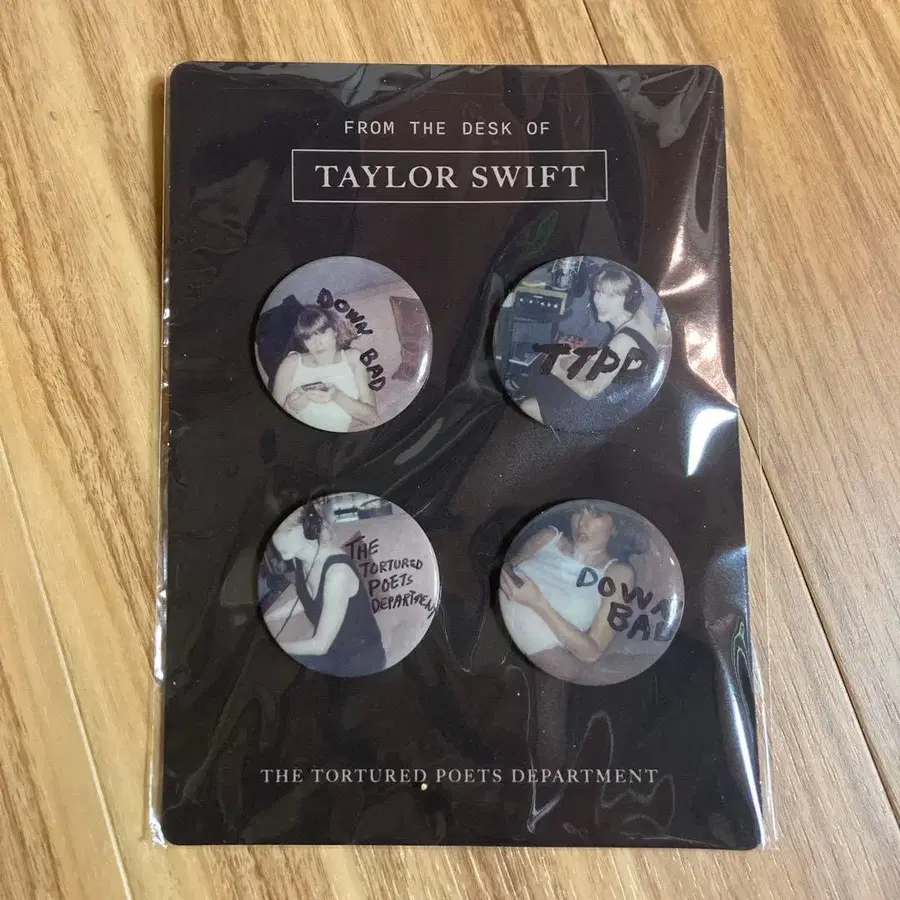 FROM THE DESK OF
TAYLOR SWIFT
DOWN
BAD
TTPD
THE
TORTURED
POETS
DEPARTMENT
DOWN
BAD
THE TORTURED POETS DEPARTMENT